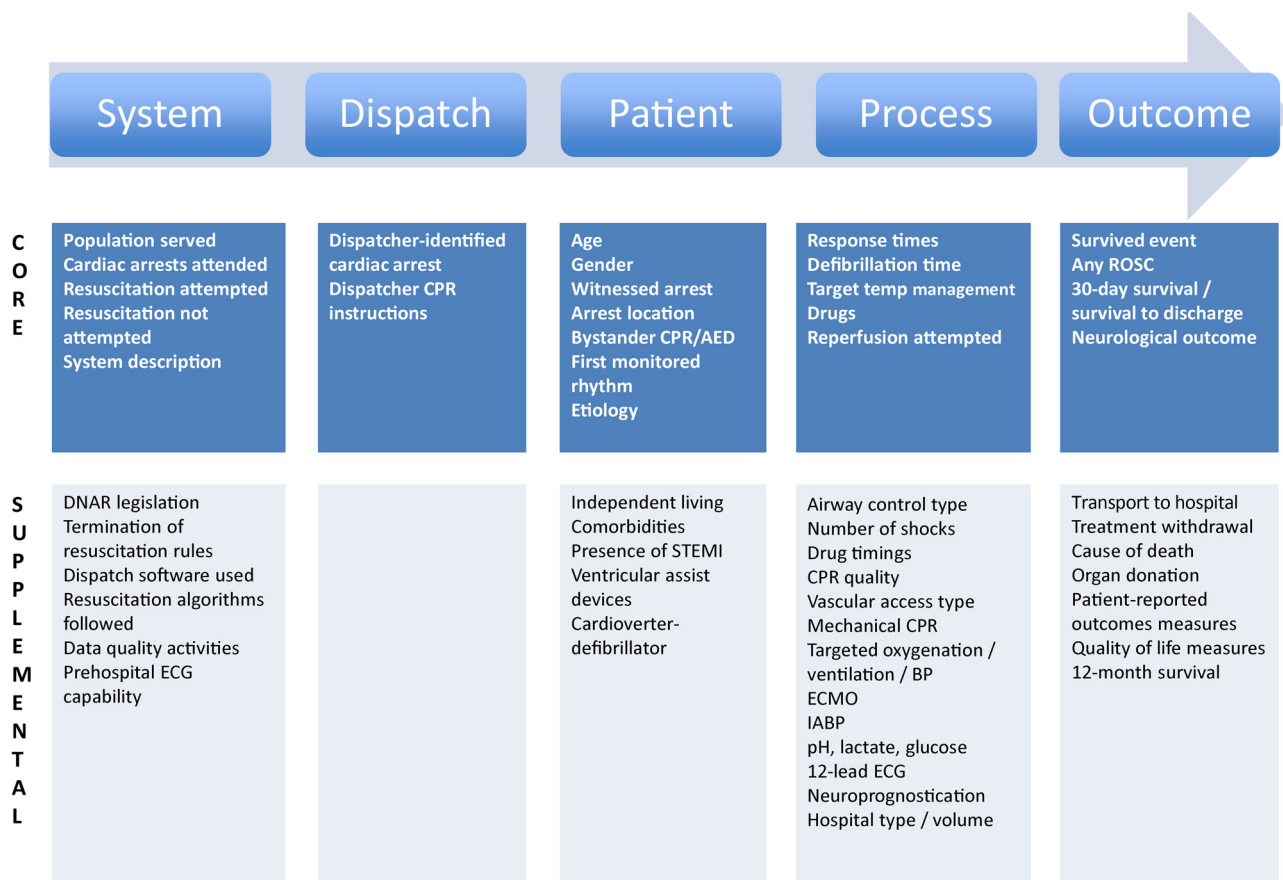 System
Dispatch
Patient
Process
Outcome
CORE
Population served
Cardiac arrests attended
Resuscitation attempted
Resuscitation not
attempted
System description
Dispatcher-identified
cardiac arrest
Dispatcher CPR
instructions
Age
Gender
Witnessed arrest
Arrest location
Bystander CPR/AED
First monitored
rhythm
Etiology
Response times
Defibrillation time
Target temp management
Drugs
Reperfusion attempted
Survived event
Any ROSC
30-day survival /
survival to discharge
Neurological outcome
SUPPLEMENTAL
DNAR legislation
Termination of
resuscitation rules
Dispatch software used
Resuscitation algorithms
followed
Data quality activities
Prehospital ECG
capability
Independent living
Comorbidities
Presence of STEMI
Ventricular assist
devices
Cardioverter-
defibrillator
Airway control type
Number of shocks
Drug timings
CPR quality
Vascular access type
Mechanical CPR
Targeted oxygenation /
ventilation / BP
ECMO
IABP
pH, lactate, glucose
12-lead ECG
Neuroprognostication
Hospital type / volume
Transport to hospital
Treatment withdrawal
Cause of death
Organ donation
Patient-reported
outcomes measures
Quality of life measures
12-month survival